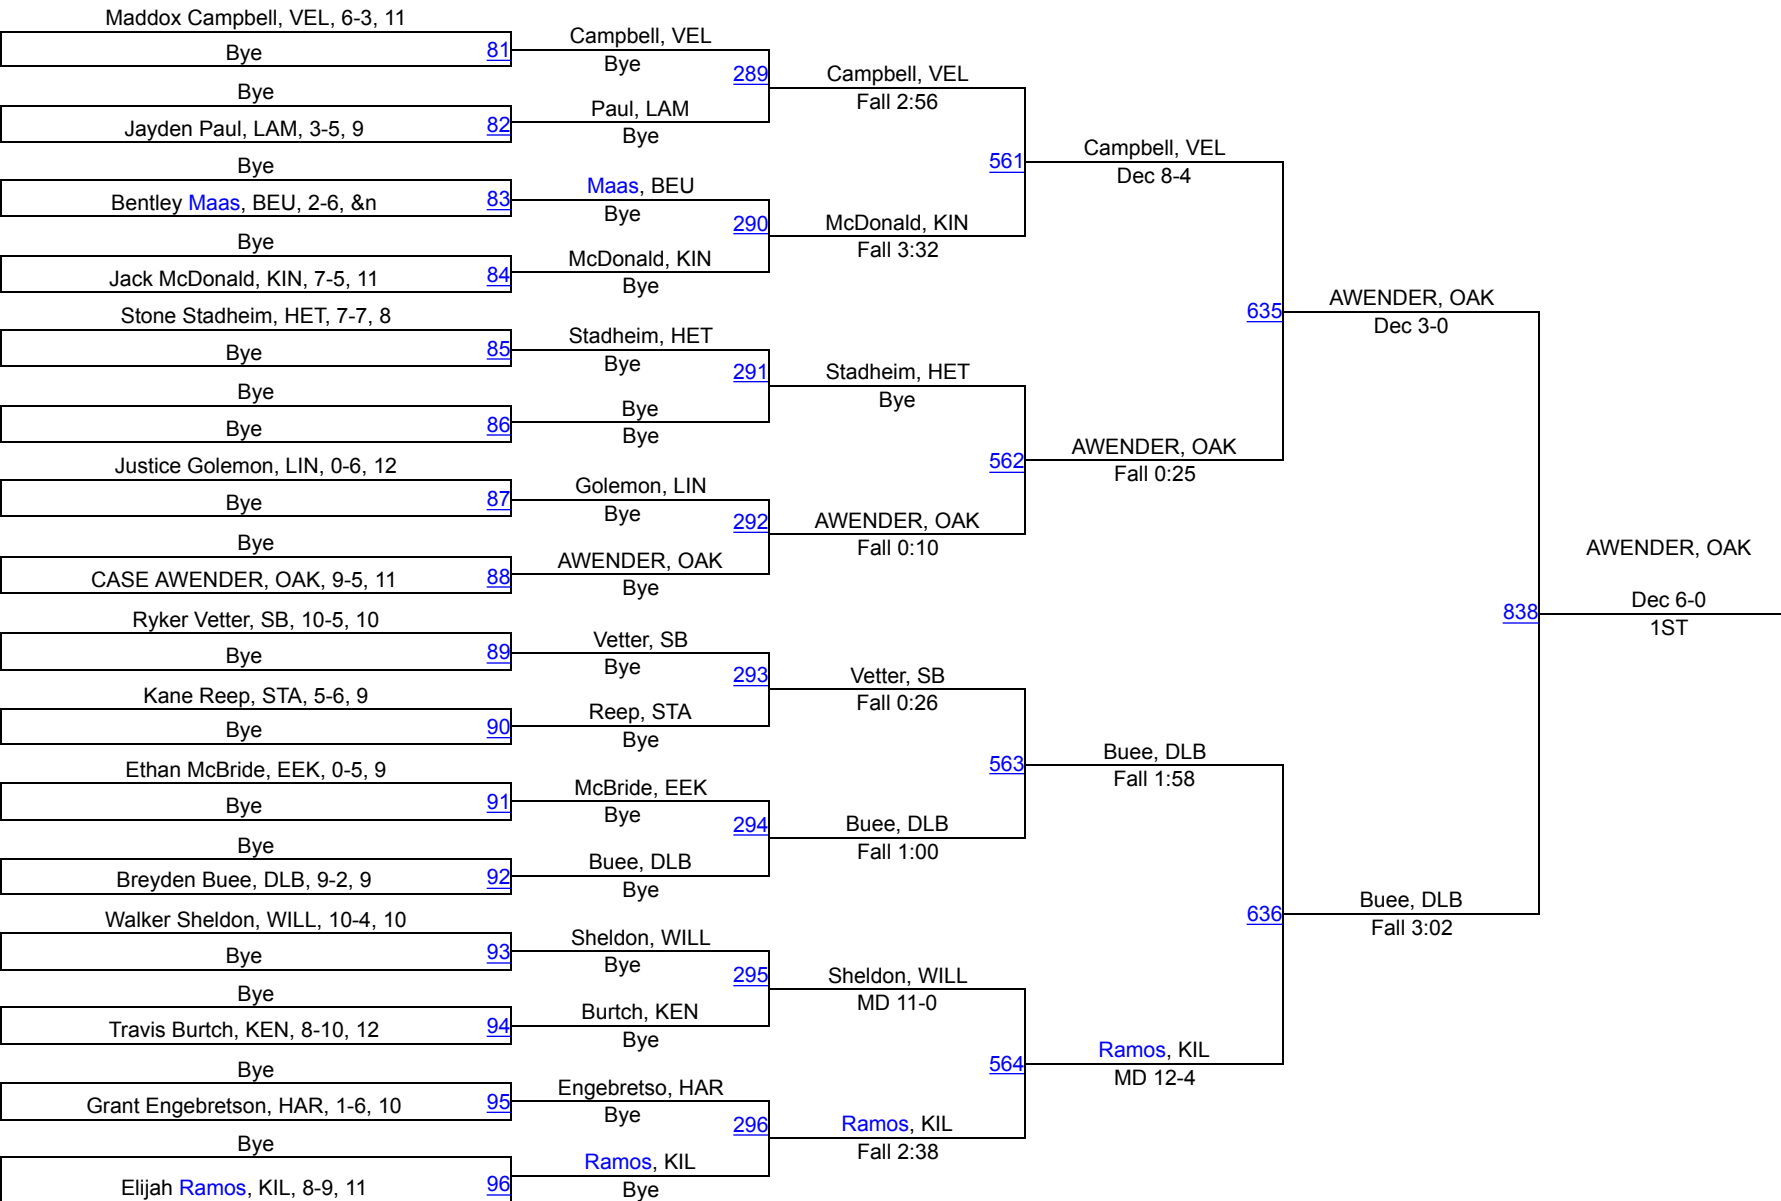 Maddox Campbell, VEL, 6-3, 11
Bye
81
Bye
Jayden Paul, LAM, 3-5, 9
82
Bye
Bentley Maas, BEU, 2-6, &n
83
Bye
Jack McDonald, KIN, 7-5, 11
84
Stone Stadheim, HET, 7-7, 8
Bye
85
Bye
Bye
86
Justice Golemon, LIN, 0-6, 12
Bye
87
Bye
CASE AWENDER, OAK, 9-5, 11
88
Ryker Vetter, SB, 10-5, 10
Bye
89
Kane Reep, STA, 5-6, 9
Bye
90
Ethan McBride, EEK, 0-5, 9
Bye
91
Bye
Breyden Buee, DLB, 9-2, 9
92
Walker Sheldon, WILL, 10-4, 10
Bye
93
Bye
Travis Burtch, KEN, 8-10, 12
94
Bye
Grant Engebretson, HAR, 1-6, 10
95
Bye
Elijah Ramos, KIL, 8-9, 11
96
Campbell, VEL
Bye
289
Paul, LAM
Bye
Maas, BEU
Bye
290
McDonald, KIN
Bye
Stadheim, HET
Bye
291
Bye
Bye
Golemon, LIN
Bye
292
AWENDER, OAK
Bye
Vetter, SB
Bye
293
Reep, STA
Bye
McBride, EEK
Bye
294
Buee, DLB
Bye
Sheldon, WILL
Bye
295
Burtch, KEN
Bye
Engebretso, HAR
Bye
296
Ramos, KIL
Bye
Campbell, VEL
Fall 2:56
561
McDonald, KIN
Fall 3:32
Stadheim, HET
Bye
562
AWENDER, OAK
Fall 0:10
Vetter, SB
Fall 0:26
563
Buee, DLB
Fall 1:00
Sheldon, WILL
MD 11-0
564
Ramos, KIL
Fall 2:38
Campbell, VEL
Dec 8-4
635
AWENDER, OAK
Fall 0:25
Buee, DLB
Fall 1:58
636
Ramos, KIL
MD 12-4
AWENDER, OAK
Dec 3-0
838
Buee, DLB
Fall 3:02
AWENDER, OAK
Dec 6-0
1ST